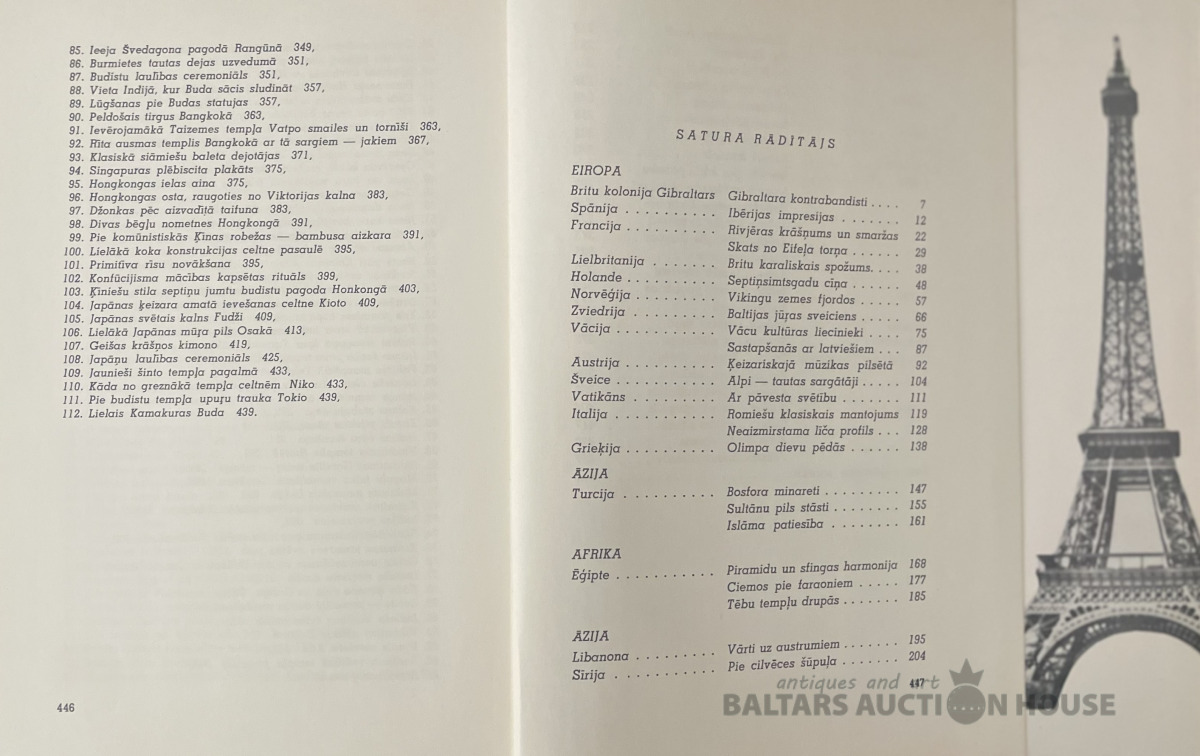 85. Ieeja Švedagona pagodā Rangūnā 349,
86. Burmietes tautas dejas uzvedumā 351,
87. Budistu laulības ceremoniāls 351,
88. Vieta Indijā, kur Buda sācis sludināt 357,
89. Lūgšanas pie Budas statujas 357,
90. Peldošais tirgus Bangkokā 363,
91. Ievērojamākā Taizemes tempļa Vatpo smailes un tornīši 363,
92. Rīta ausmas templis Bangkokā ar tā sargiem — jakiem 367,
93. Klasiskā siāmiešu baleta dejotājas 371,
94. Singapuras plēbiscita plakāts 375,
95. Hongkongas ielas aina 375,
96. Hongkongas osta, raugoties no Viktorijas kalna 383,
97. Džonkas pēc aizvadītā taifuna 383,
98. Divas bēgļu nometnes Hongkongā 391,
99. Pie komūnistiskās Ķīnas robežas — bambusa aizkara 391,
100. Lielākā koka konstrukcijas celtne pasaulē 395,
101. Primitīva rīsu novākšana 395,
102. Konfūcijisma mācības kapsētas rituāls 399,
103. Ķiniešu stila septiņu jumtu budistu pagoda Honkongā 403,
104. Japānas ķeizara amatā ievešanas celtne Kioto 409,
105. Japānas svētais kalns Fudži 409,
106. Lielākā Japānas mūŗa pils Osakā 413,
107. Geišas krāšņos kimono 419,
108. Japāņu laulības ceremoniāls 425,
109. Jaunieši šinto tempļa pagalmā 433,
110. Kāda no greznākā tempļa celtnēm Niko 433,
111. Pie budistu tempļa upuŗu trauka Tokio 439,
112. Lielais Kamakuras Buda 439.
446
SATURA RĀDĪTĀJS
EIROPA
Britu kolonija Gibraltars Gibraltara kontrabandisti . . . . 7
Spānija . . . . . . . . . . Ibērijas impresijas . . . . . . . 12
Francija . . . . . . . . . . Rivjēras krāšņums un smaržas 22
Skats no Eifeļa torņa . . . . . 29
Lielbritanija . . . . . . . Britu karaliskais spožums. . . . 38
Holande . . . . . . . . . . Septiņsimtsgadu cīņa . . . . . . 48
Norvēģija . . . . . . . . . Vikingu zemes fjordos . . . . . 57
Zviedrija . . . . . . . . . . Baltijas jūŗas sveiciens . . . . . 66
Vācija . . . . . . . . . . . Vācu kultūras liecinieki . . . . 75
Sastapšanās ar latviešiem . . . 87
Austrija . . . . . . . . . . Ķeizariskajā mūzikas pilsētā 92
Šveice . . . . . . . . . . . Alpi — tautas sargātāji . . . . . 104
Vatikāns . . . . . . . . . . Ar pāvesta svētību . . . . . . . 111
Italija . . . . . . . . . . . Romiešu klasiskais mantojums 119
Neaizmirstama līča profils . . . 128
Grieķija . . . . . . . . . . Olimpa dievu pēdās . . . . . . 138
ĀZIJA
Turcija . . . . . . . . . . Bosfora minareti . . . . . . . . . 147
Sultānu pils stāsti . . . . . . . . 155
Islāma patiesība . . . . . . . . 161
AFRIKA
Ēģipte . . . . . . . . . . . Piramidu un sfingas harmonija 168
Ciemos pie faraoniem . . . . . 177
Tēbu tempļu drupās . . . . . . . 185
ĀZIJA
Libanona . . . . . . . . . Vārti uz austrumiem . . . . . . . 195
Sīrija . . . . . . . . . . . Pie cilvēces šūpuļa . . . . . . . 204
447
antiques and art
BALTARS AUCTION HOUSE